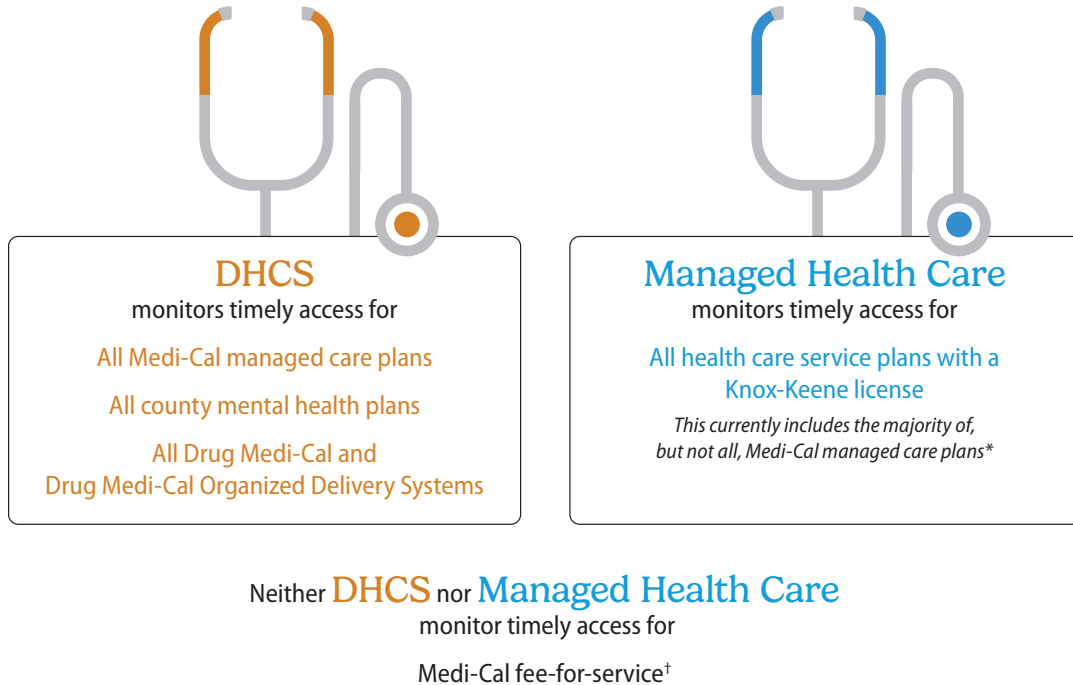 DHCS
monitors timely access for
All Medi-Cal managed care plans
All county mental health plans
All Drug Medi-Cal and
Drug Medi-Cal Organized Delivery Systems
Managed Health Care
monitors timely access for
All health care service plans with a
Knox-Keene license
This currently includes the majority of,
but not all, Medi-Cal managed care plans*
Neither DHCS nor Managed Health Care
monitor timely access for
Medi-Cal fee-for-service†